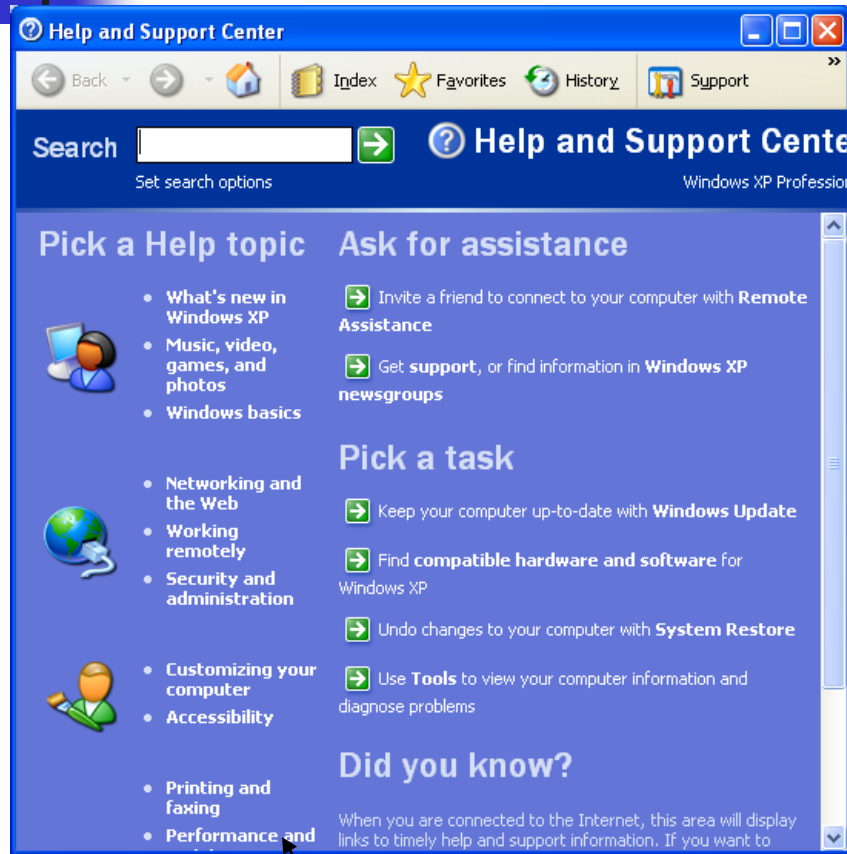 Help and Support Center
Back
Index
Favorites
History
Support
»
Search
Help and Support Cente
Set search options
Windows XP Profession
Pick a Help topic
What's new in
Windows XP
Music, video,
games, and
photos
Windows basics
Networking and
the Web
Working
remotely
Security and
administration
Customizing your
computer
Accessibility
Printing and
faxing
Performance and
Ask for assistance
Invite a friend to connect to your computer with Remote
Assistance
Get support, or find information in Windows XP
newsgroups
Pick a task
Keep your computer up-to-date with Windows Update
Find compatible hardware and software for
Windows XP
Undo changes to your computer with System Restore
Use Tools to view your computer information and
diagnose problems
Did you know?
When you are connected to the Internet, this area will display
links to timely help and support information. If you want to